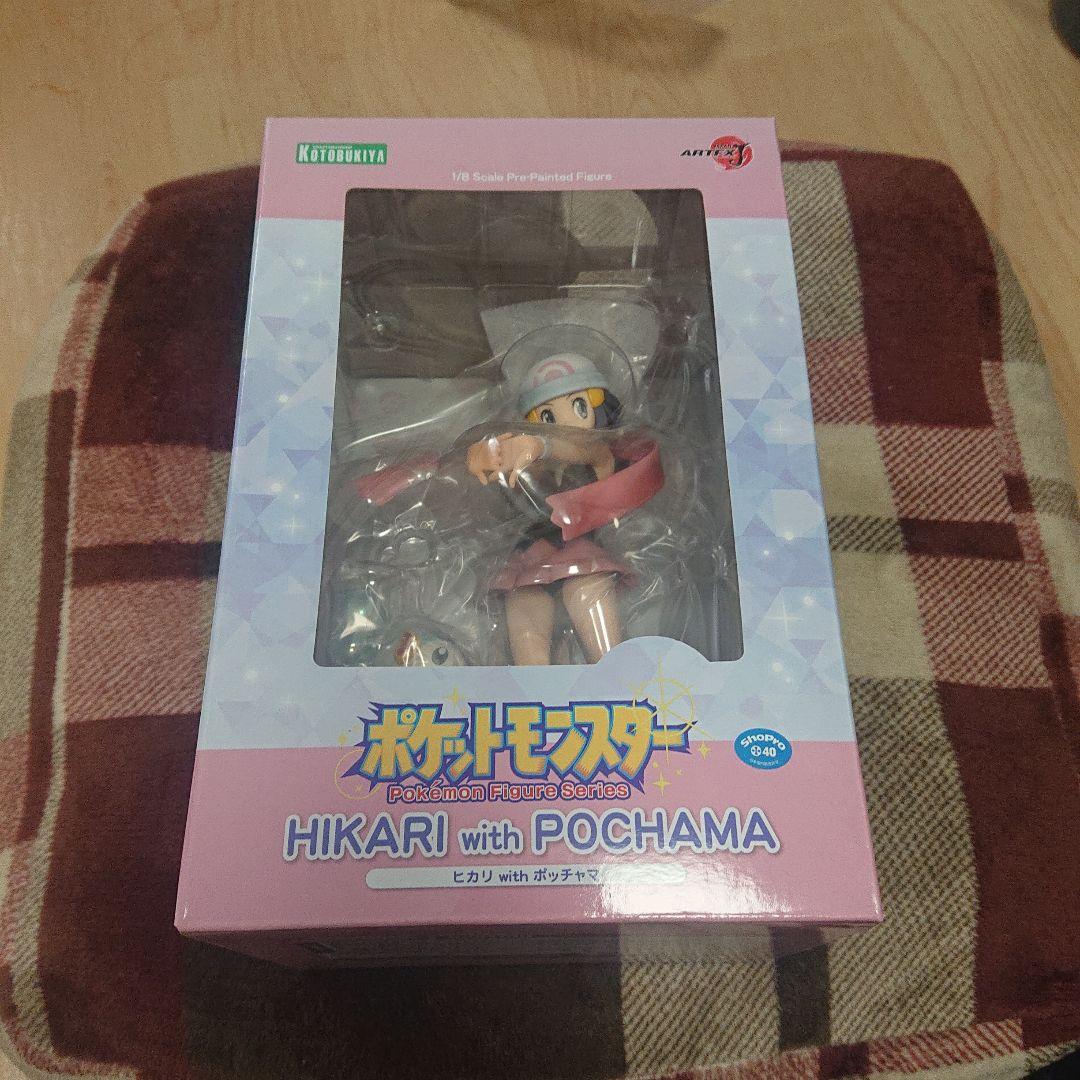 KOTOBUKIYA
ARTFX J
1/8 Scale Pre-Painted Figure
ポケットモンスター
Pokémon Figure Series
ShoPro
40
HIKARI with POCHAMA
ヒカリ with ポッチャマ